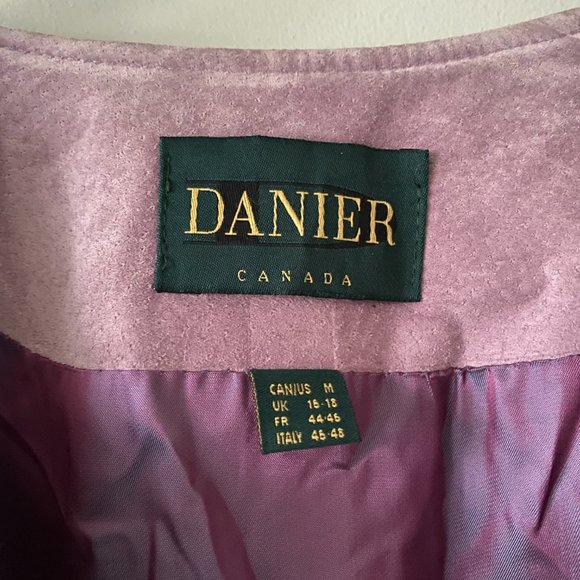 DANIER
CANADA
CAN/US M
UK 16-18
FR 44-46
ITALY 46-48